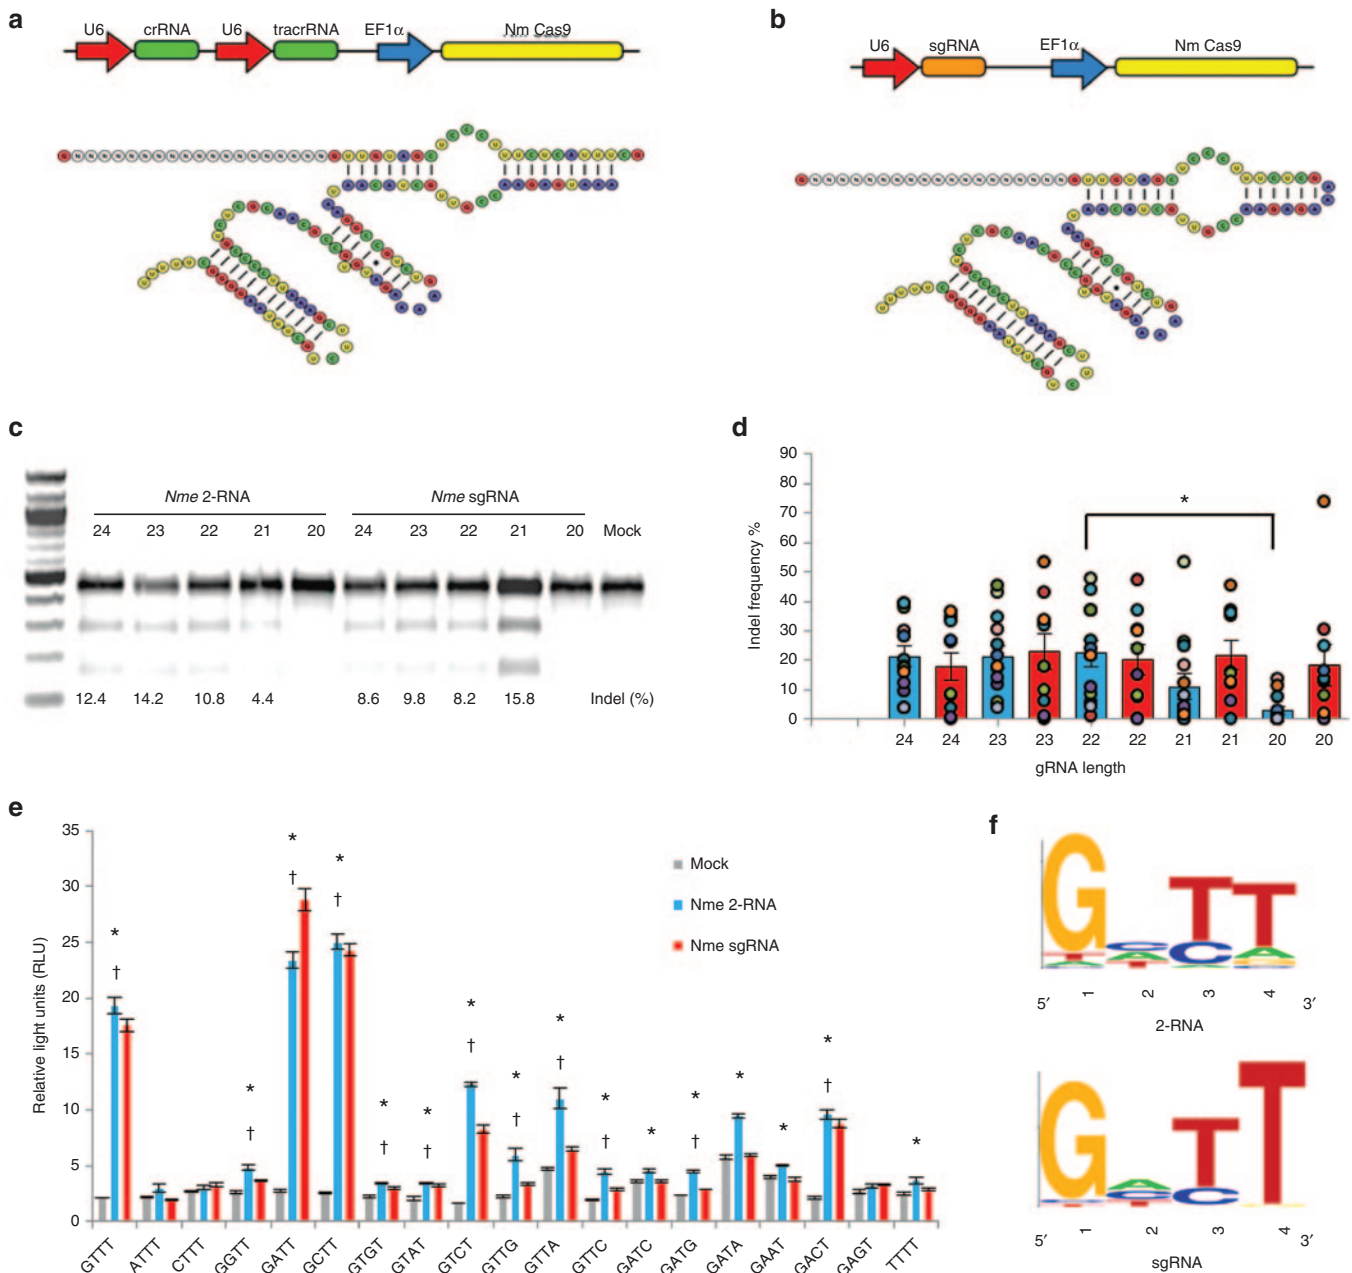 a
U6 crRNA U6 tracrRNA EF1α Nm Cas9
b
U6 sgRNA EF1α Nm Cas9
c
Nme 2-RNA Nme sgRNA
24 23 22 21 20 24 23 22 21 20 Mock
12.4 14.2 10.8 4.4 8.6 9.8 8.2 15.8 Indel (%)
d
Indel frequency %
90
80
70
60
50
40
30
20
10
0
*
24 24 23 23 22 22 21 21 20 20
gRNA length
e
Relative light units (RLU)
35
30
25
20
15
10
5
0
* * * * * * * * * * * * * * *
† † † † † † † † † † †
Mock
Nme 2-RNA
Nme sgRNA
GTTT ATTT CTTT GGTT GATT GCTT GTGT GTAT GTCT GTTG GTTA GTTC GATC GATG GATA GAAT GACT GAGT TTTT
f
G T T
C A T C A
5′ 1 2 3 4 3′
2-RNA
G T T
A C C
5′ 1 2 3 4 3′
sgRNA